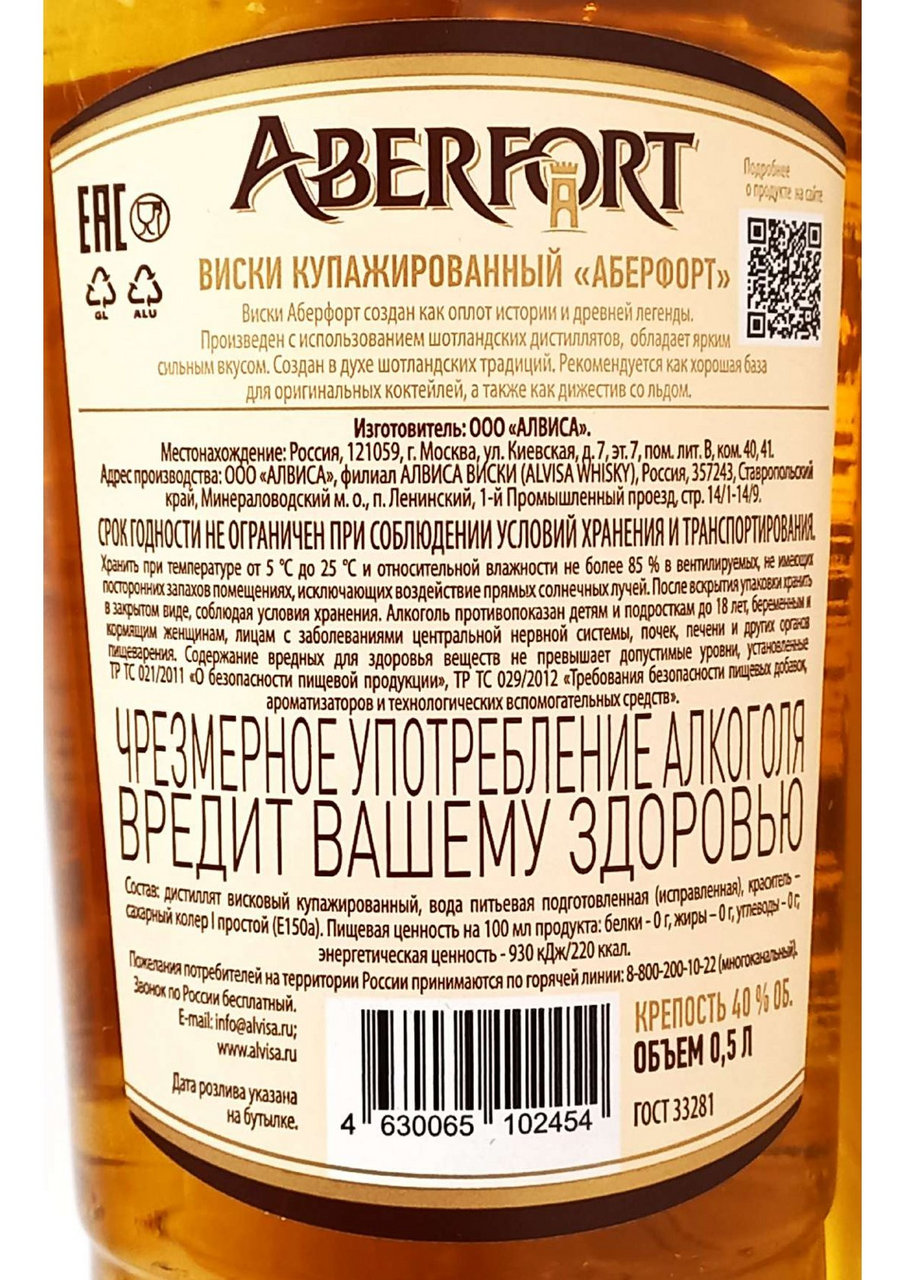 ABERFORT
EAC
Подробнее
о продукте на сайте
GL ALU
ВИСКИ КУПАЖИРОВАННЫЙ «АБЕРФОРТ»
Виски Аберфорт создан как оплот истории и древней легенды.
Произведен с использованием шотландских дистиллятов, обладает ярким
сильным вкусом. Создан в духе шотландских традиций. Рекомендуется как хорошая база
для оригинальных коктейлей, а также как дижестив со льдом.
Изготовитель: ООО «АЛВИСА».
Местонахождение: Россия, 121059, г. Москва, ул. Киевская, д. 7, эт. 7, пом. лит. В, ком. 40, 41.
Адрес производства: ООО «АЛВИСА», филиал АЛВИСА ВИСКИ (ALVISA WHISKY), Россия, 357243, Ставропольский
край, Минераловодский м. о., п. Ленинский, 1-й Промышленный проезд, стр. 14/1-14/9.
СРОК ГОДНОСТИ НЕ ОГРАНИЧЕН ПРИ СОБЛЮДЕНИИ УСЛОВИЙ ХРАНЕНИЯ И ТРАНСПОРТИРОВАНИЯ.
Хранить при температуре от 5 °С до 25 °С и относительной влажности не более 85 % в вентилируемых, не имеющих
посторонних запахов помещениях, исключающих воздействие прямых солнечных лучей. После вскрытия упаковки хранить
в закрытом виде, соблюдая условия хранения. Алкоголь противопоказан детям и подросткам до 18 лет, беременным и
кормящим женщинам, лицам с заболеваниями центральной нервной системы, почек, печени и других органов
пищеварения. Содержание вредных для здоровья веществ не превышает допустимые уровни, установленные
ТР ТС 021/2011 «О безопасности пищевой продукции», ТР ТС 029/2012 «Требования безопасности пищевых добавок,
ароматизаторов и технологических вспомогательных средств».
ЧРЕЗМЕРНОЕ УПОТРЕБЛЕНИЕ АЛКОГОЛЯ
ВРЕДИТ ВАШЕМУ ЗДОРОВЬЮ
Состав: дистиллят висковый купажированный, вода питьевая подготовленная (исправленная), краситель –
сахарный колер I простой (Е150а). Пищевая ценность на 100 мл продукта: белки - 0 г, жиры – 0 г, углеводы - 0 г,
энергетическая ценность - 930 кДж/220 ккал.
Пожелания потребителей на территории России принимаются по горячей линии: 8-800-200-10-22 (многоканальный).
Звонок по России бесплатный.
E-mail: info@alvisa.ru;
www.alvisa.ru
КРЕПОСТЬ 40 % ОБ.
ОБЪЕМ 0,5 Л
Дата розлива указана
на бутылке.
ГОСТ 33281
4 630065 102454